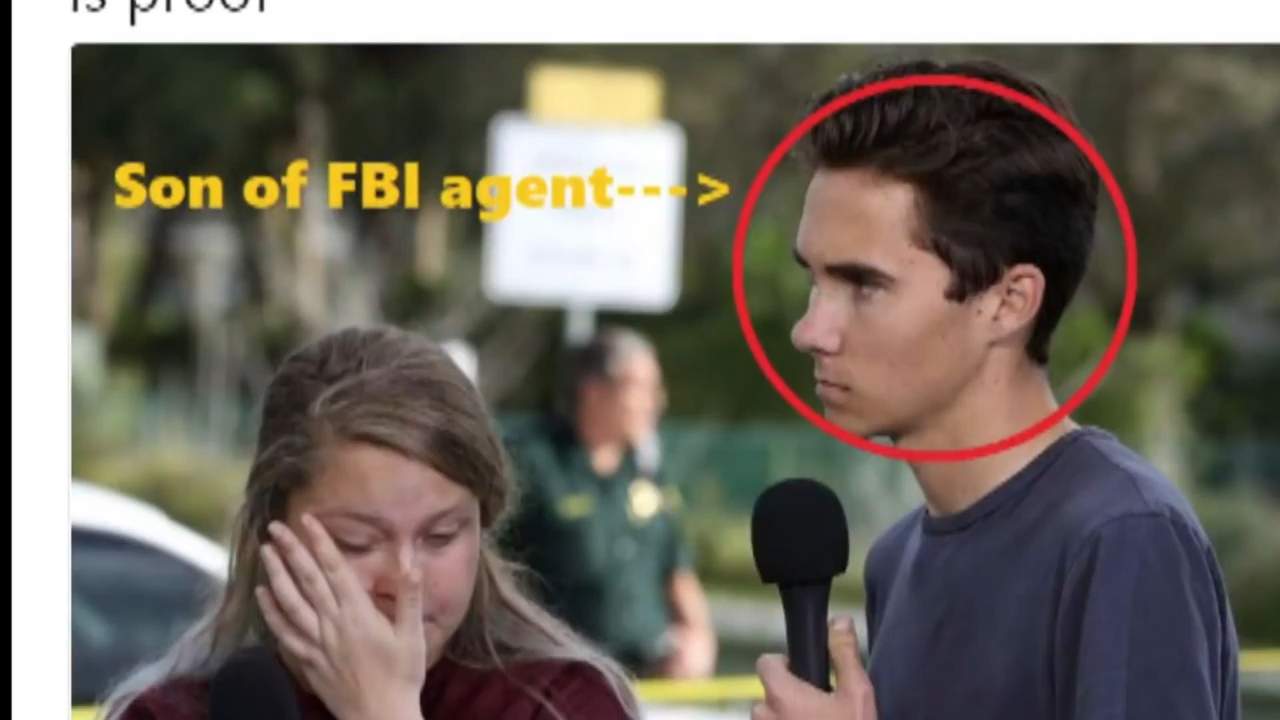 is proof
Son of FBI agent--->